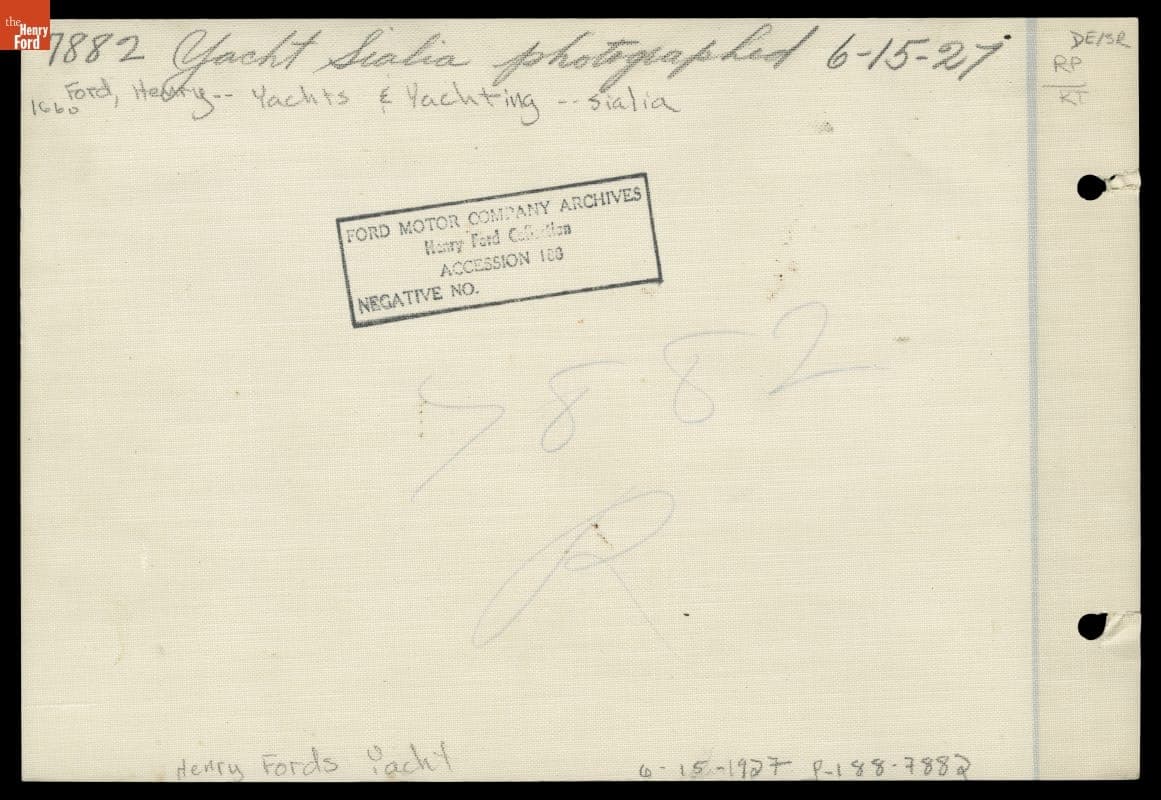 the
Henry
Ford
7882 Yacht Sialia photographed 6-15-27
Ford, Henry-- Yachts & Yachting --sialia
1660
DE/SR
RP
KT
FORD MOTOR COMPANY ARCHIVES
Henry Ford Collection
ACCESSION 188
NEGATIVE NO.
7882
R
Henry Fords Yacht
6-15-1927 P-188-7882